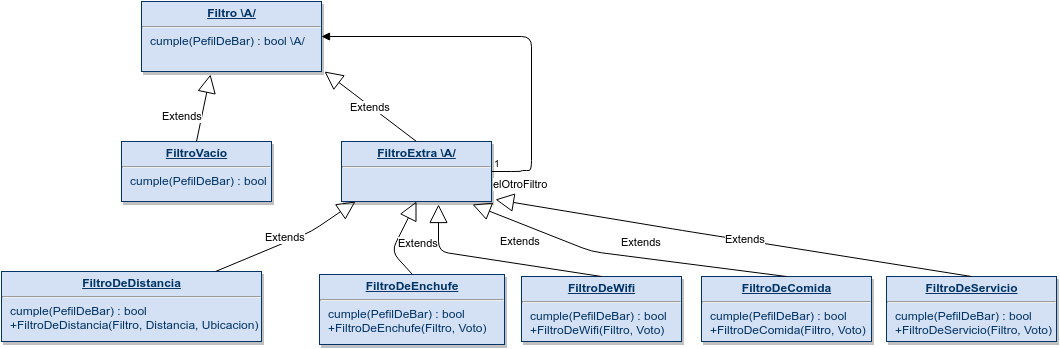 Filtro \A/
cumple(PefilDeBar) : bool \A/
Extends
Extends
FiltroVacío
cumple(PefilDeBar) : bool
FiltroExtra \A/
1
elOtroFiltro
Extends
Extends
Extends
Extends
Extends
FiltroDeDistancia
cumple(PefilDeBar) : bool
+FiltroDeDistancia(Filtro, Distancia, Ubicacion)
FiltroDeEnchufe
cumple(PefilDeBar) : bool
+FiltroDeEnchufe(Filtro, Voto)
FiltroDeWifi
cumple(PefilDeBar) : bool
+FiltroDeWifi(Filtro, Voto)
FiltroDeComida
cumple(PefilDeBar) : bool
+FiltroDeComida(Filtro, Voto)
FiltroDeServicio
cumple(PefilDeBar) : bool
+FiltroDeServicio(Filtro, Voto)